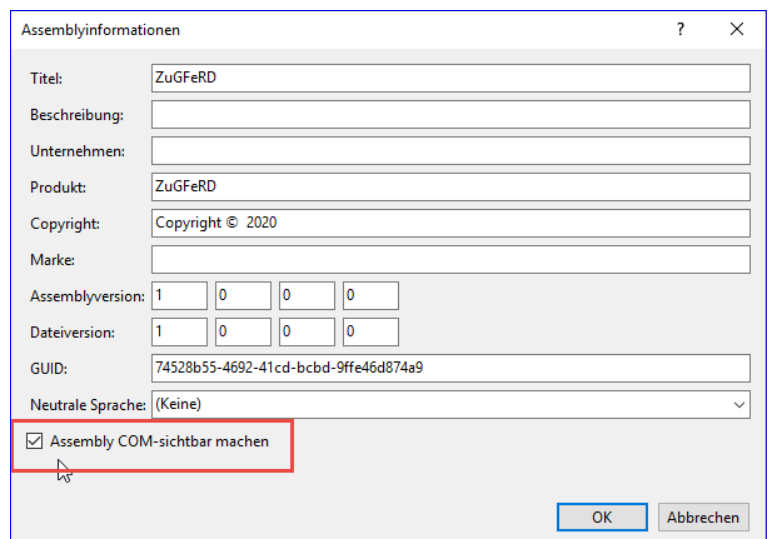 Assemblyinformationen ?
Titel: ZuGFeRD
Beschreibung:
Unternehmen:
Produkt: ZuGFeRD
Copyright: Copyright © 2020
Marke:
Assemblyversion: 1 0 0 0
Dateiversion: 1 0 0 0
GUID: 74528b55-4692-41cd-bcbd-9ffe46d874a9
Neutrale Sprache: (Keine)
Assembly COM-sichtbar machen
OK Abbrechen